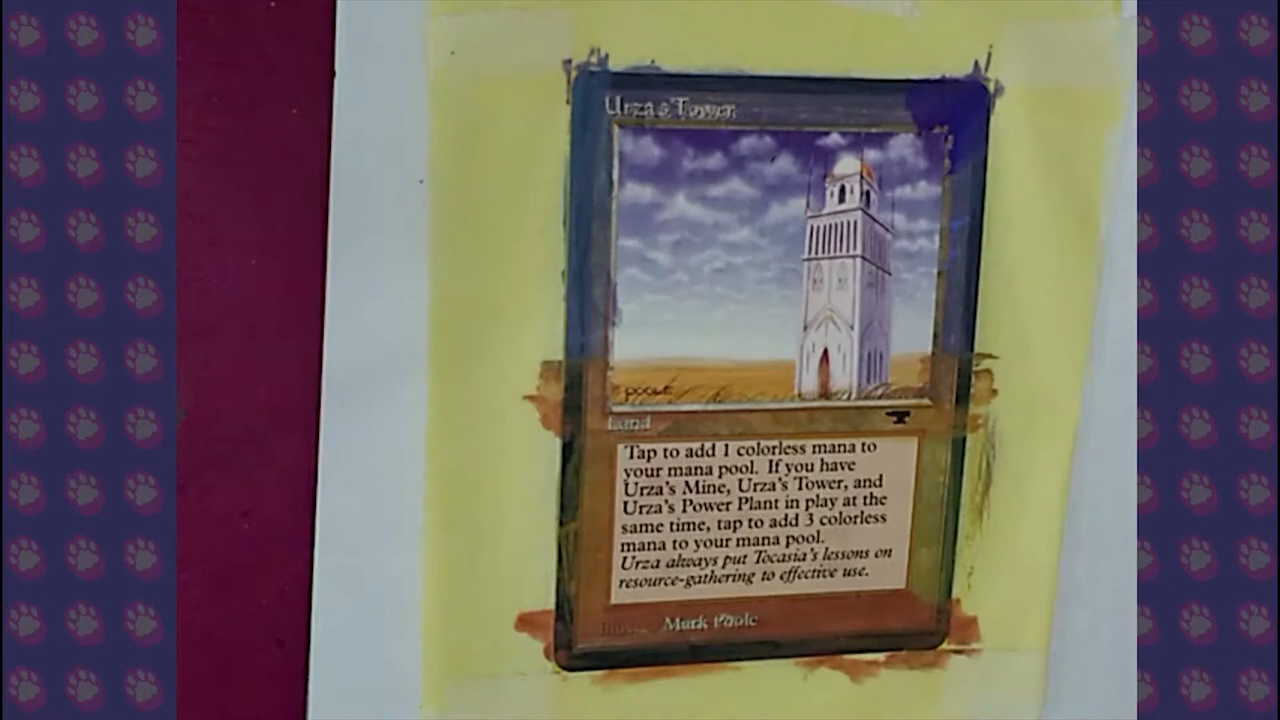 Urza's Tower
POOLE
Land
Tap to add 1 colorless mana to
your mana pool. If you have
Urza's Mine, Urza's Tower, and
Urza's Power Plant in play at the
same time, tap to add 3 colorless
mana to your mana pool.
Urza always put Tocasia's lessons on
resource-gathering to effective use.
Illus. Mark Poole